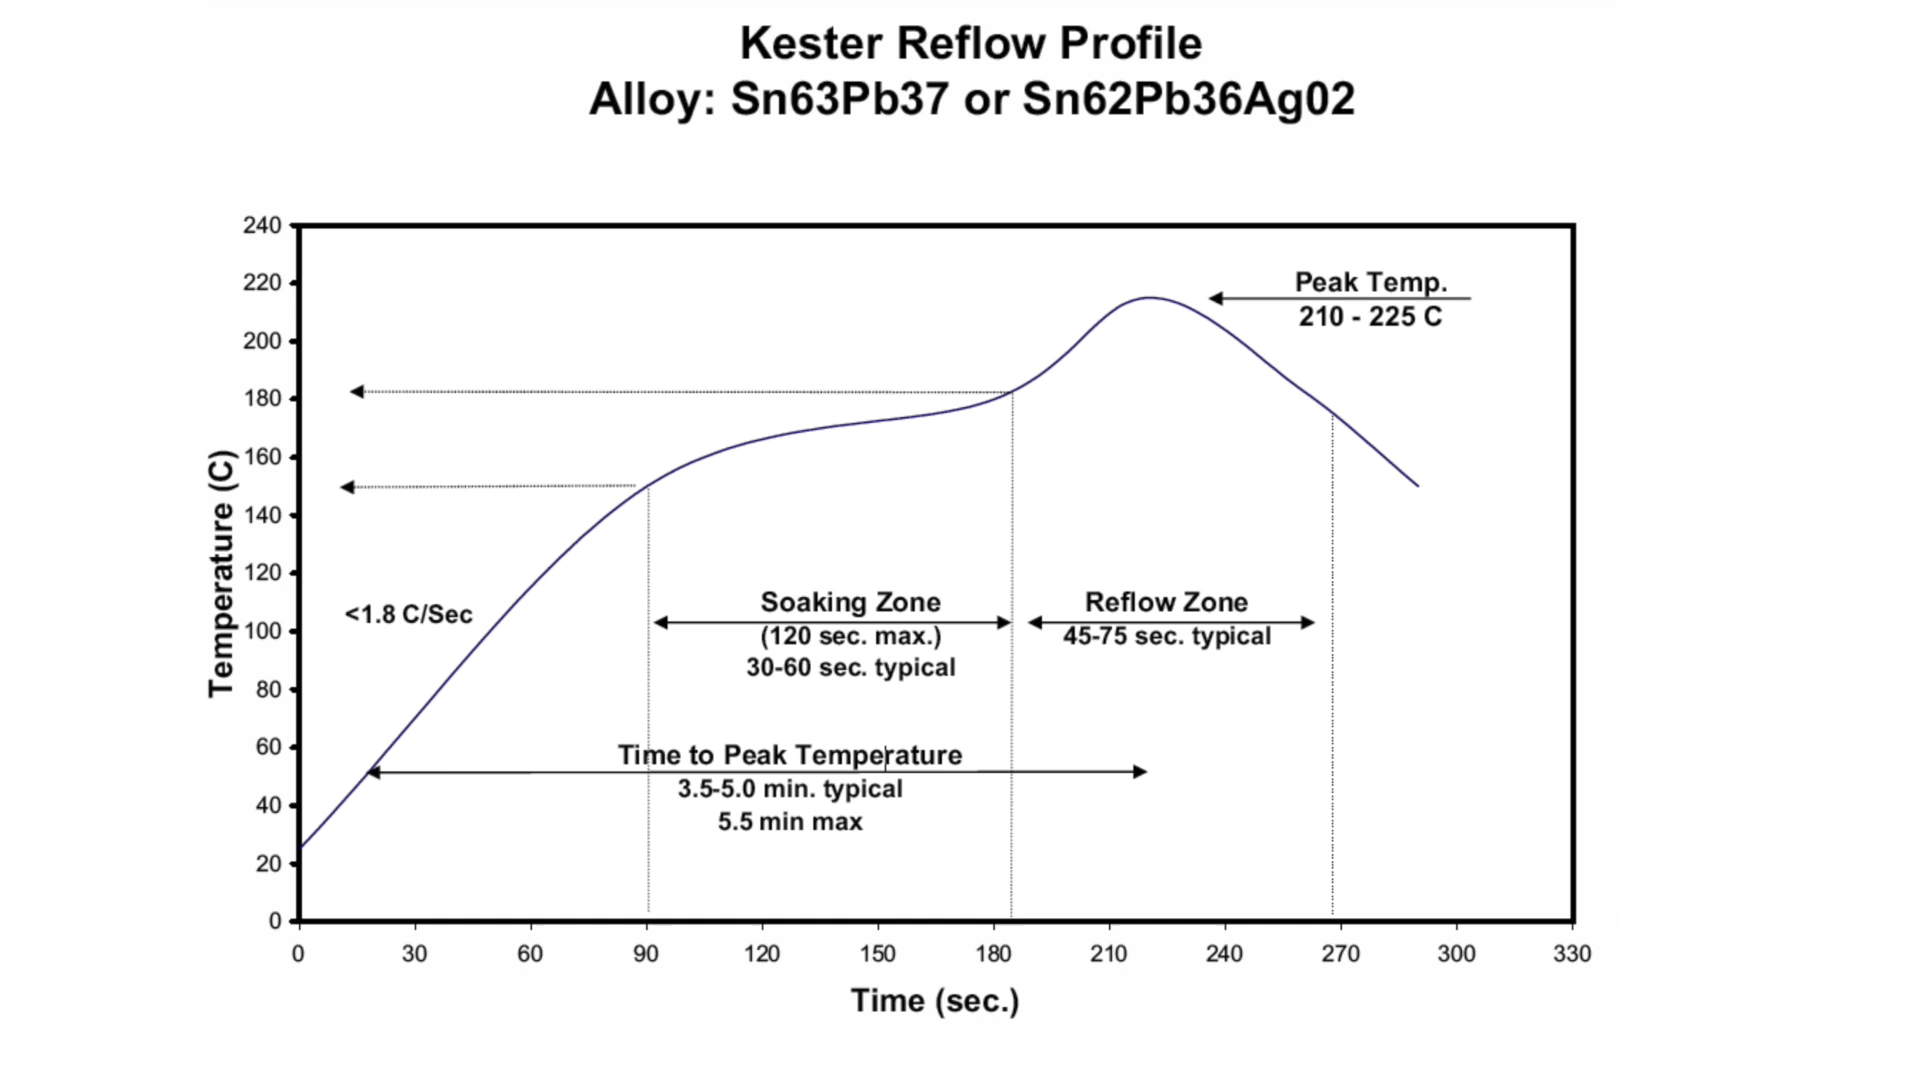 Kester Reflow Profile
Alloy: Sn63Pb37 or Sn62Pb36Ag02
240
220
200
180
160
140
120
100
80
60
40
20
0
Temperature (C)
Peak Temp.
210 - 225 C
<1.8 C/Sec
Soaking Zone
(120 sec. max.)
30-60 sec. typical
Reflow Zone
45-75 sec. typical
Time to Peak Temperature
3.5-5.0 min. typical
5.5 min max
0 30 60 90 120 150 180 210 240 270 300 330
Time (sec.)